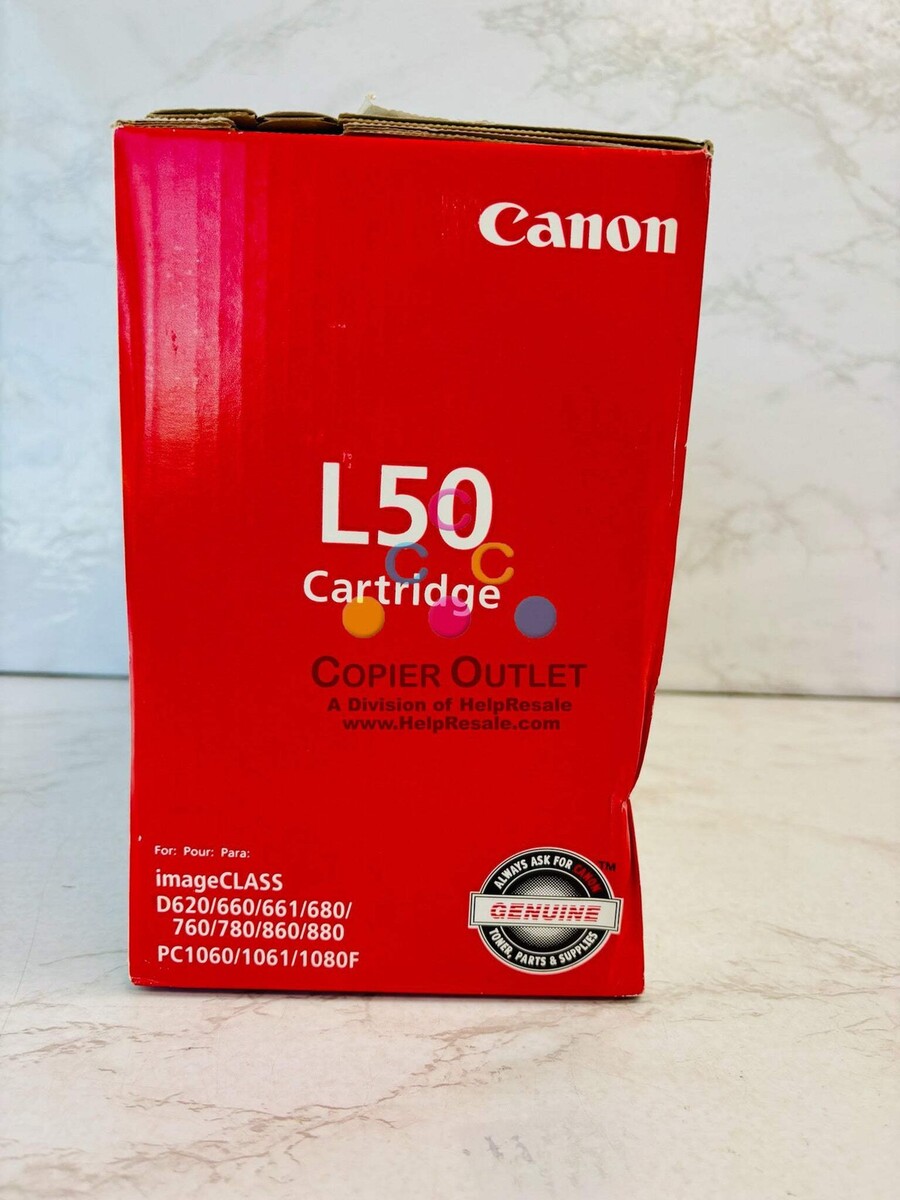 Canon
L50
Cartridge
C
C C
COPIER OUTLET
A Division of HelpResale
www.HelpResale.com
For: Pour: Para:
imageCLASS
D620/660/661/680/
760/780/860/880
PC1060/1061/1080F
ALWAYS ASK FOR CANON
TM
GENUINE
TONER, PARTS & SUPPLIES